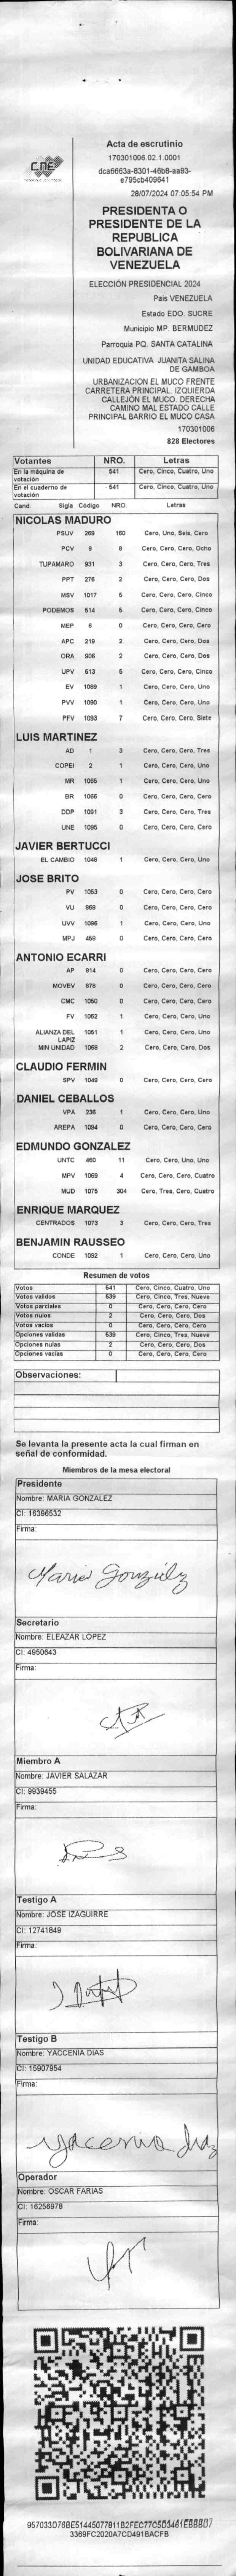 CNE
Acta de escrutinio
170301006.02.1.0001
dca6663a-8301-46b8-aa93-
e795cb409641
28/07/2024 07:05:54 PM
PRESIDENTA O
PRESIDENTE DE LA
REPUBLICA
BOLIVARIANA DE
VENEZUELA
ELECCIÓN PRESIDENCIAL 2024
Pais VENEZUELA
Estado EDO. SUCRE
Municipio MP. BERMUDEZ
Parroquia PQ. SANTA CATALINA
UNIDAD EDUCATIVA JUANITA SALINA
DE GAMBOA
URBANIZACION EL MUCO FRENTE
CARRETERA PRINCIPAL. IZQUIERDA
CALLEJÓN EL MUCO. DERECHA
CAMINO MAL ESTADO CALLE
PRINCIPAL BARRIO EL MUCO CASA
170301006
828 Electores
Votantes NRO. Letras
En la máquina de votación 541 Cero, Cinco, Cuatro, Uno
En el cuaderno de votación 541 Cero, Cinco, Cuatro, Uno
Cand. Sigla Código NRO. Letras
NICOLAS MADURO
PSUV 269 160 Cero, Uno, Seis, Cero
PCV 9 8 Cero, Cero, Cero, Ocho
TUPAMARO 931 3 Cero, Cero, Cero, Tres
PPT 276 2 Cero, Cero, Cero, Dos
MSV 1017 5 Cero, Cero, Cero, Cinco
PODEMOS 514 5 Cero, Cero, Cero, Cinco
MEP 6 0 Cero, Cero, Cero, Cero
APC 219 2 Cero, Cero, Cero, Dos
ORA 906 2 Cero, Cero, Cero, Dos
UPV 513 5 Cero, Cero, Cero, Cinco
EV 1089 1 Cero, Cero, Cero, Uno
PVV 1090 1 Cero, Cero, Cero, Uno
PFV 1093 7 Cero, Cero, Cero, Siete
LUIS MARTINEZ
AD 1 3 Cero, Cero, Cero, Tres
COPEI 2 1 Cero, Cero, Cero, Uno
MR 1065 1 Cero, Cero, Cero, Uno
BR 1066 0 Cero, Cero, Cero, Cero
DDP 1091 3 Cero, Cero, Cero, Tres
UNE 1095 0 Cero, Cero, Cero, Cero
JAVIER BERTUCCI
EL CAMBIO 1048 1 Cero, Cero, Cero, Uno
JOSE BRITO
PV 1053 0 Cero, Cero, Cero, Cero
VU 968 0 Cero, Cero, Cero, Cero
UVV 1096 1 Cero, Cero, Cero, Uno
MPJ 458 0 Cero, Cero, Cero, Cero
ANTONIO ECARRI
AP 914 0 Cero, Cero, Cero, Cero
MOVEV 978 0 Cero, Cero, Cero, Cero
CMC 1050 0 Cero, Cero, Cero, Cero
FV 1062 1 Cero, Cero, Cero, Uno
ALIANZA DEL LAPIZ 1051 1 Cero, Cero, Cero, Uno
MIN UNIDAD 1068 2 Cero, Cero, Cero, Dos
CLAUDIO FERMIN
SPV 1049 0 Cero, Cero, Cero, Cero
DANIEL CEBALLOS
VPA 236 1 Cero, Cero, Cero, Uno
AREPA 1094 0 Cero, Cero, Cero, Cero
EDMUNDO GONZALEZ
UNTC 460 11 Cero, Cero, Uno, Uno
MPV 1069 4 Cero, Cero, Cero, Cuatro
MUD 1075 304 Cero, Tres, Cero, Cuatro
ENRIQUE MARQUEZ
CENTRADOS 1073 3 Cero, Cero, Cero, Tres
BENJAMIN RAUSSEO
CONDE 1092 1 Cero, Cero, Cero, Uno
Resumen de votos
Votos 541 Cero, Cinco, Cuatro, Uno
Votos validos 539 Cero, Cinco, Tres, Nueve
Votos parciales 0 Cero, Cero, Cero, Cero
Votos nulos 2 Cero, Cero, Cero, Dos
Votos vacios 0 Cero, Cero, Cero, Cero
Opciones validas 539 Cero, Cinco, Tres, Nueve
Opciones nulas 2 Cero, Cero, Cero, Dos
Opciones vacias 0 Cero, Cero, Cero, Cero
Observaciones:
Se levanta la presente acta la cual firman en
señal de conformidad.
Miembros de la mesa electoral
Presidente
Nombre: MARIA GONZALEZ
CI: 16396532
Firma:
Maria González
Secretario
Nombre: ELEAZAR LOPEZ
CI: 4950643
Firma:
Miembro A
Nombre: JAVIER SALAZAR
CI: 9939455
Firma:
Testigo A
Nombre: JOSE IZAGUIRRE
CI: 12741849
Firma:
Testigo B
Nombre: YACCENIA DIAS
CI: 15907954
Firma:
Yacenia Diaz
Operador
Nombre: OSCAR FARIAS
CI: 16256978
Firma:
3369FC2020A7CD491BACFB